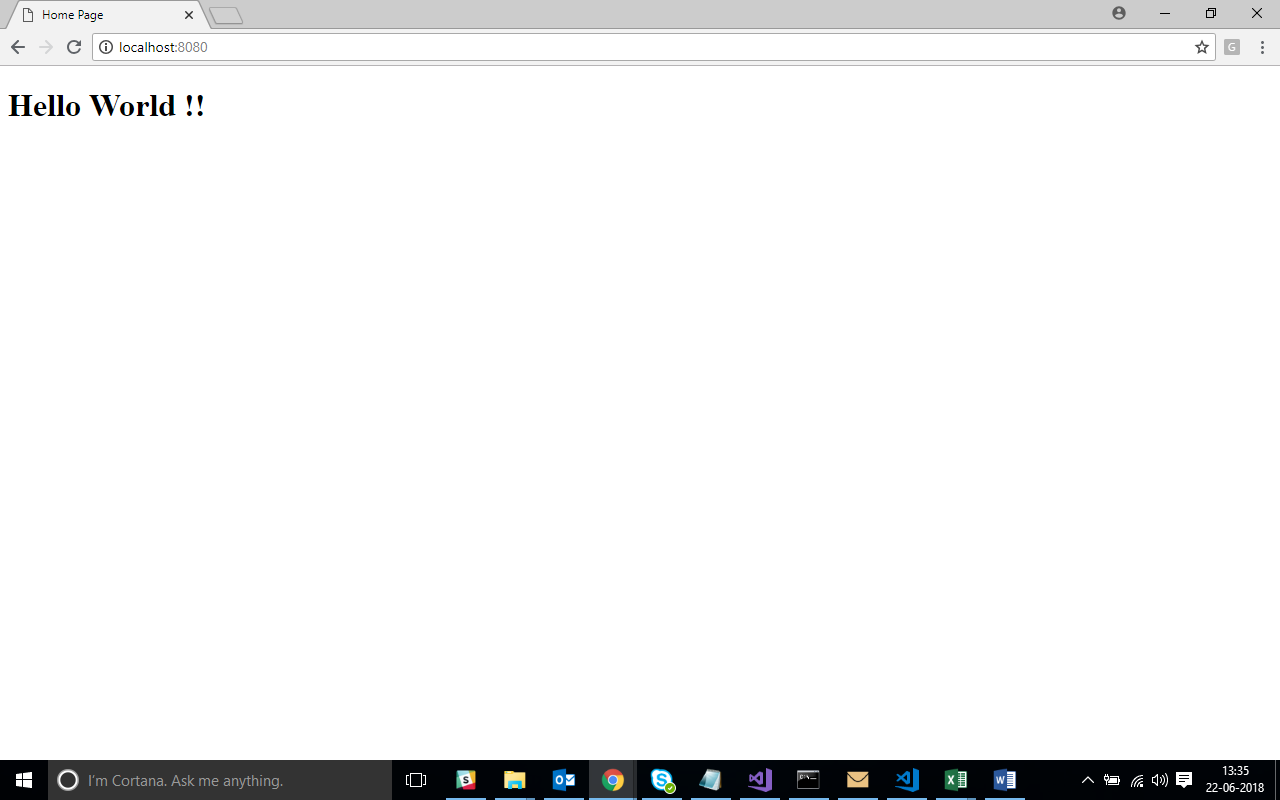 Home Page
localhost:8080
G
Hello World !!
I'm Cortana. Ask me anything.
13:35
22-06-2018